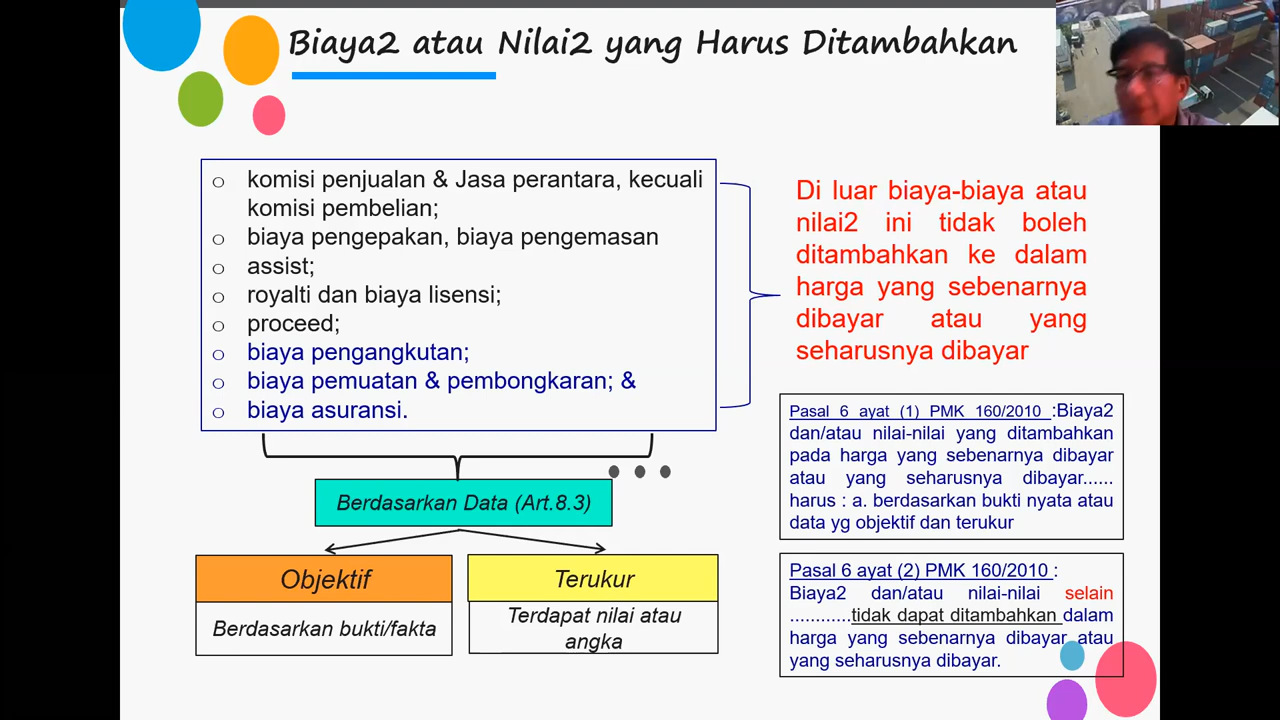 Biaya2 atau Nilai2 yang Harus Ditambahkan
o komisi penjualan & Jasa perantara, kecuali
komisi pembelian;
o biaya pengepakan, biaya pengemasan
o assist;
o royalti dan biaya lisensi;
o proceed;
o biaya pengangkutan;
o biaya pemuatan & pembongkaran; &
o biaya asuransi.
Di luar biaya-biaya atau
nilai2 ini tidak boleh
ditambahkan ke dalam
harga yang sebenarnya
dibayar atau yang
seharusnya dibayar
Berdasarkan Data (Art.8.3)
Objektif
Berdasarkan bukti/fakta
Terukur
Terdapat nilai atau
angka
Pasal 6 ayat (1) PMK 160/2010 :Biaya2
dan/atau nilai-nilai yang ditambahkan
pada harga yang sebenarnya dibayar
atau yang seharusnya dibayar......
harus : a. berdasarkan bukti nyata atau
data yg objektif dan terukur
Pasal 6 ayat (2) PMK 160/2010 :
Biaya2 dan/atau nilai-nilai selain
............tidak dapat ditambahkan dalam
harga yang sebenarnya dibayar atau
yang seharusnya dibayar.